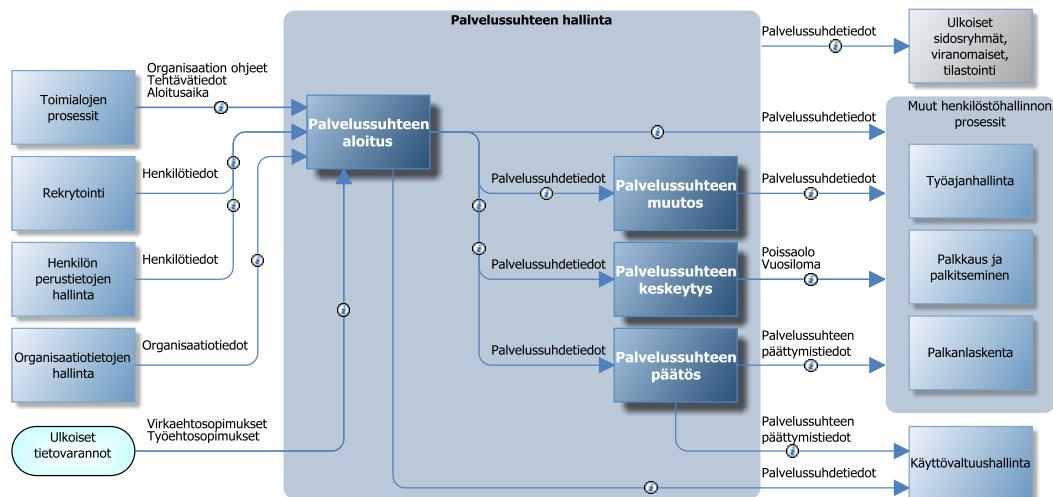 Palvelussuhteen hallinta
Palvelussuhdetiedot
Ulkoiset
sidosryhmät,
viranomaiset,
tilastointi
Organisaation ohjeet
Tehtävätiedot
Aloitusaika
Toimialojen
prosessit
Palvelussuhteen
aloitus
Palvelussuhdetiedot
Muut henkilöstöhallinnon
prosessit
Rekrytointi
Henkilötiedot
Palvelussuhdetiedot
Palvelussuhteen
muutos
Palvelussuhdetiedot
Työajanhallinta
Henkilön
perustietojen
hallinta
Henkilötiedot
Palvelussuhdetiedot
Palvelussuhteen
keskeytys
Poissaolo
Vuosiloma
Palkkaus ja
palkitseminen
Organisaatiotietojen
hallinta
Organisaatiotiedot
Palvelussuhdetiedot
Palvelussuhteen
päätös
Palvelussuhteen
päättymistiedot
Palkanlaskenta
Ulkoiset
tietovarannot
Virkaehtosopimukset
Työehtosopimukset
Palvelussuhteen
päättymistiedot
Palvelussuhdetiedot
Käyttövaltuushallinta